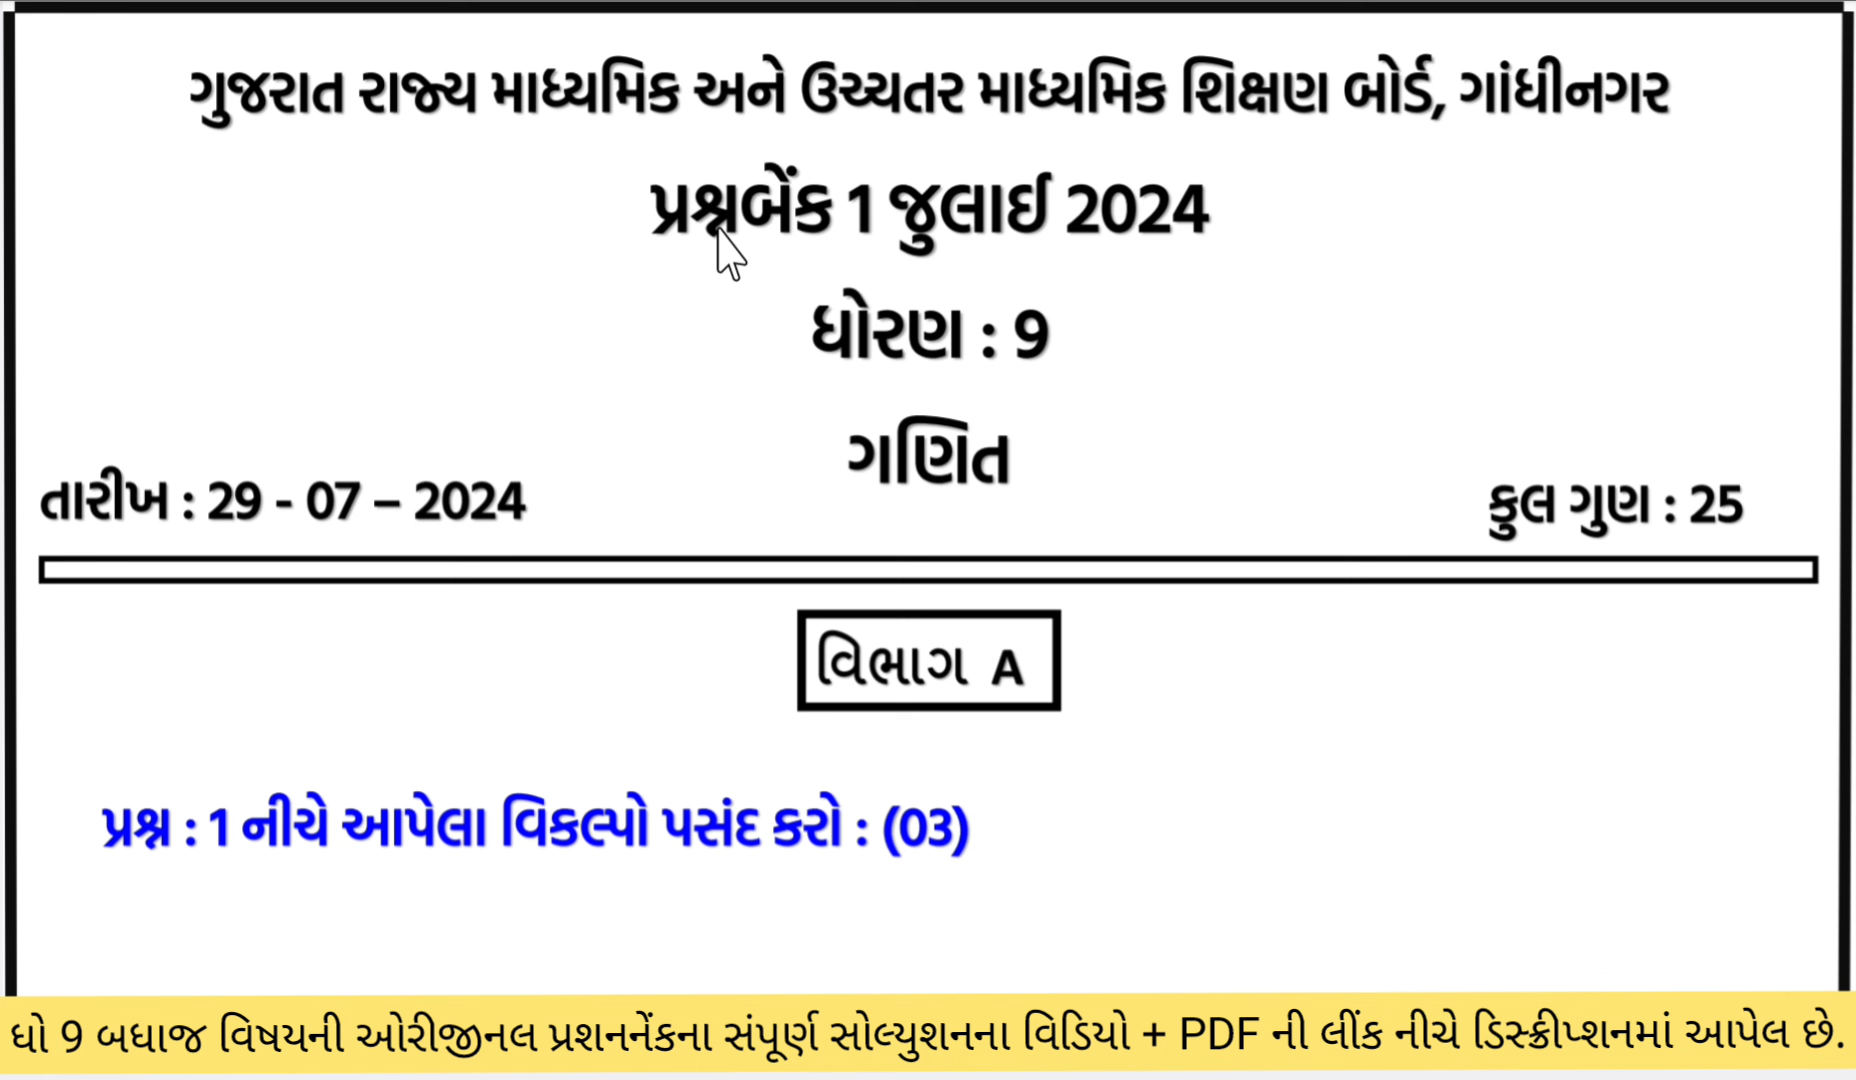 ગુજરાત રાજ્ય માધ્યમિક અને ઉચ્ચતર માધ્યમિક શિક્ષણ બોર્ડ, ગાંધીનગર
પ્રશ્નબેંક 1 જુલાઈ 2024
ધોરણ : 9
ગણિત
તારીખ : 29 - 07 – 2024
કુલ ગુણ : 25
વિભાગ A
પ્રશ્ન : 1 નીચે આપેલા વિકલ્પો પસંદ કરો : (03)
ધો 9 બધાજ વિષયની ઓરીજીનલ પ્રશનનેંકના સંપૂર્ણ સોલ્યુશનના વિડિયો + PDF ની લીંક નીચે ડિસ્ક્રીપ્શનમાં આપેલ છે.